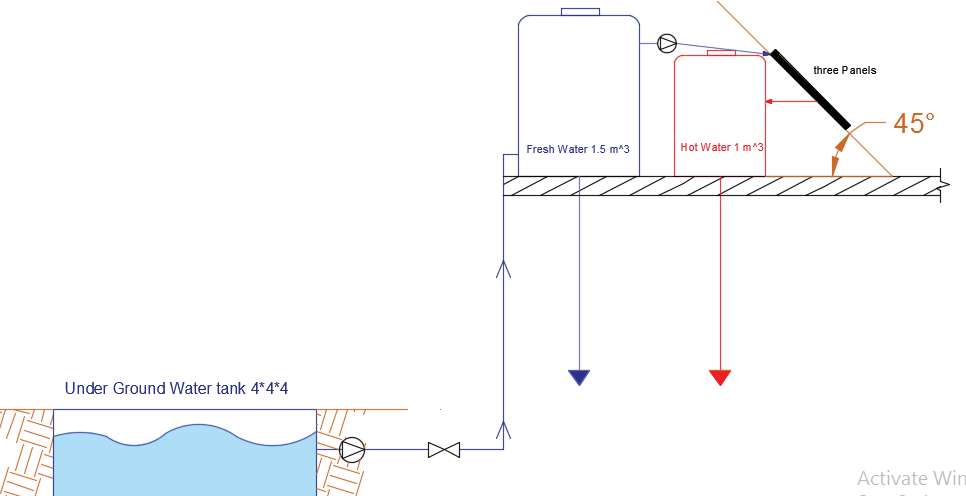 three Panels
45°
Fresh Water 1.5 m^3
Hot Water 1 m^3
Under Ground Water tank 4*4*4
Activate Win